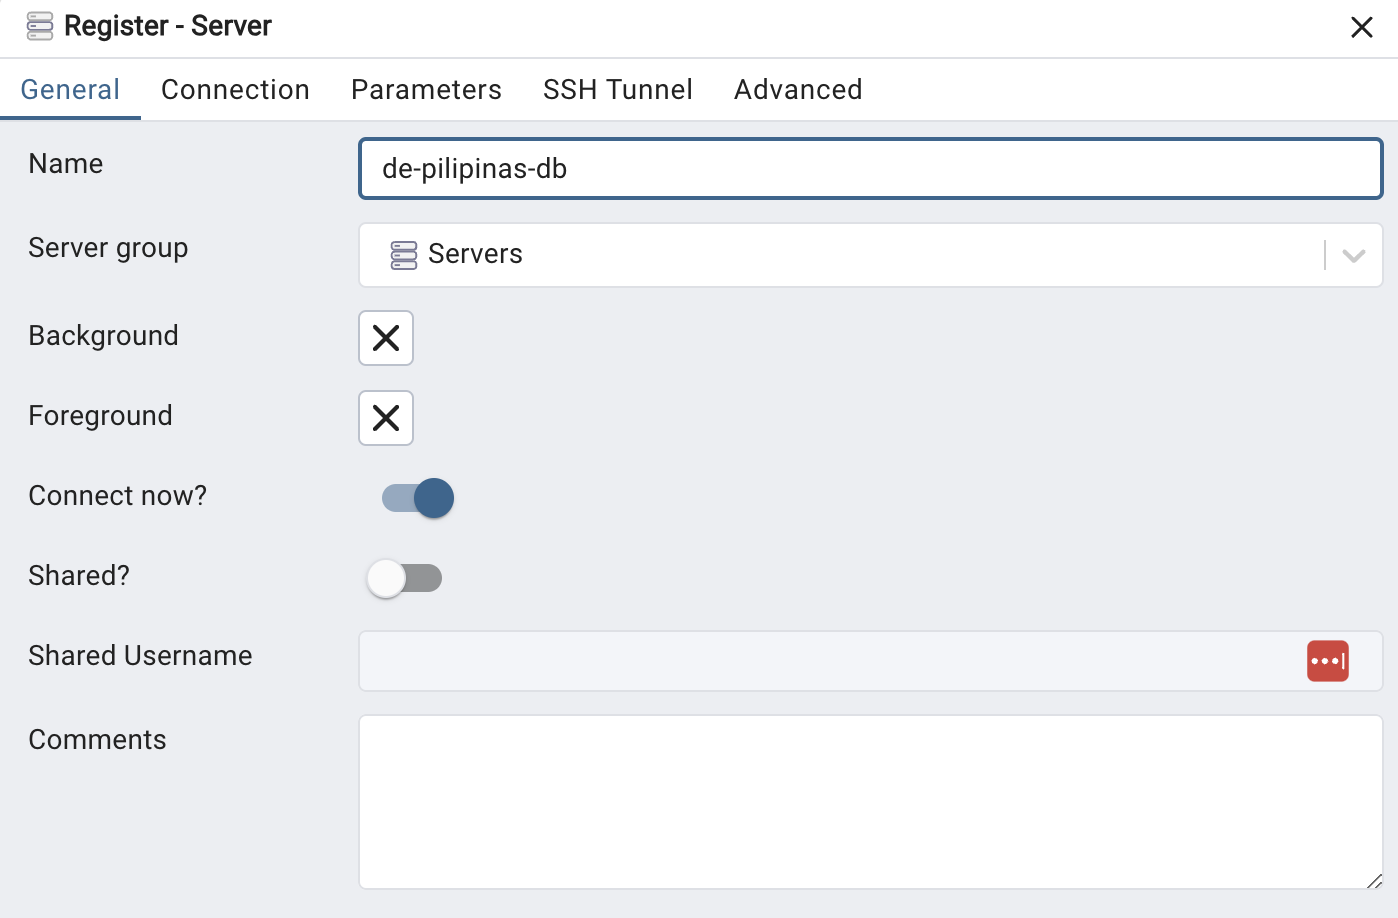 Register - Server
General Connection Parameters SSH Tunnel Advanced
Name
de-pilipinas-db
Server group
Servers
Background
Foreground
Connect now?
Shared?
Shared Username
Comments